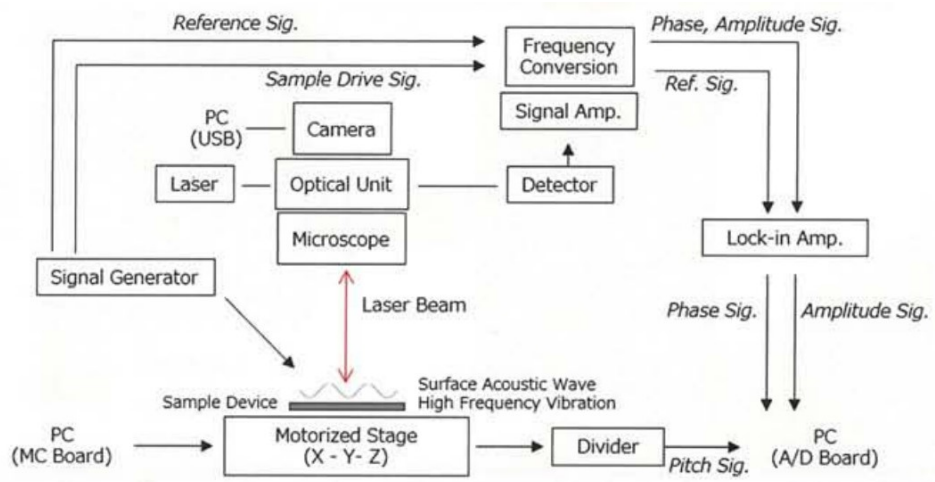 Reference Sig.
Sample Drive Sig.
Frequency
Conversion
Phase, Amplitude Sig.
Ref. Sig.
Signal Amp.
PC
(USB)
Camera
Laser
Optical Unit
Detector
Microscope
Lock-in Amp.
Signal Generator
Laser Beam
Phase Sig.
Amplitude Sig.
Sample Device
Surface Acoustic Wave
High Frequency Vibration
PC
(MC Board)
Motorized Stage
(X - Y- Z)
Divider
Pitch Sig.
PC
(A/D Board)